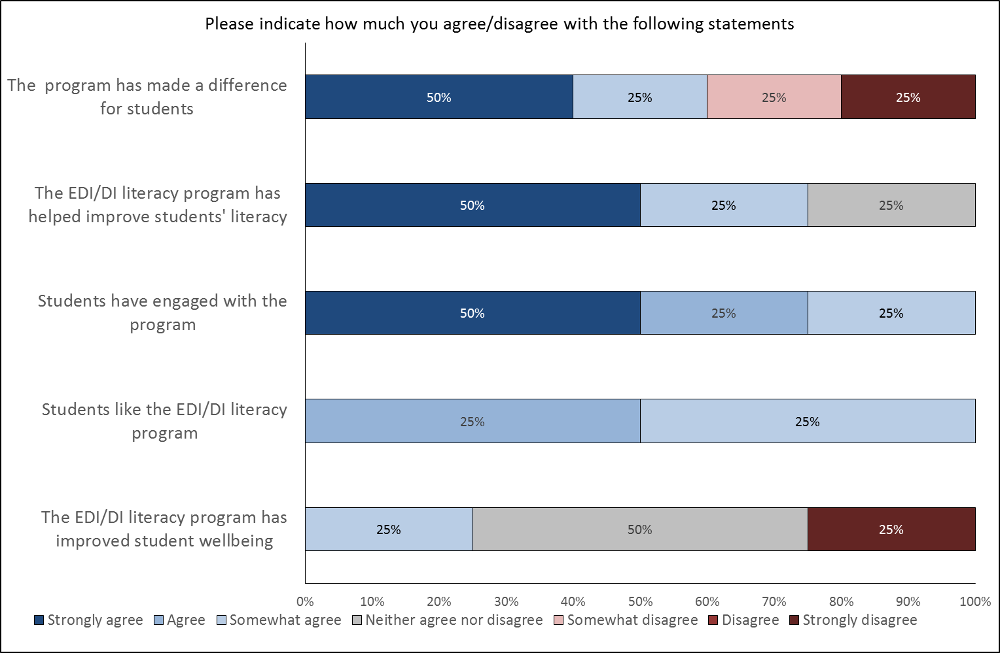 Please indicate how much you agree/disagree with the following statements
The  program has made a difference
for students
50%
25%
25%
25%
The EDI/DI literacy program has
helped improve students' literacy
50%
25%
25%
Students have engaged with the
program
50%
25%
25%
Students like the EDI/DI literacy
program
25%
25%
The EDI/DI literacy program has
improved student wellbeing
25%
50%
25%
0%
10%
20%
30%
40%
50%
60%
70%
80%
90%
100%
Strongly agree
Agree
Somewhat agree
Neither agree nor disagree
Somewhat disagree
Disagree
Strongly disagree